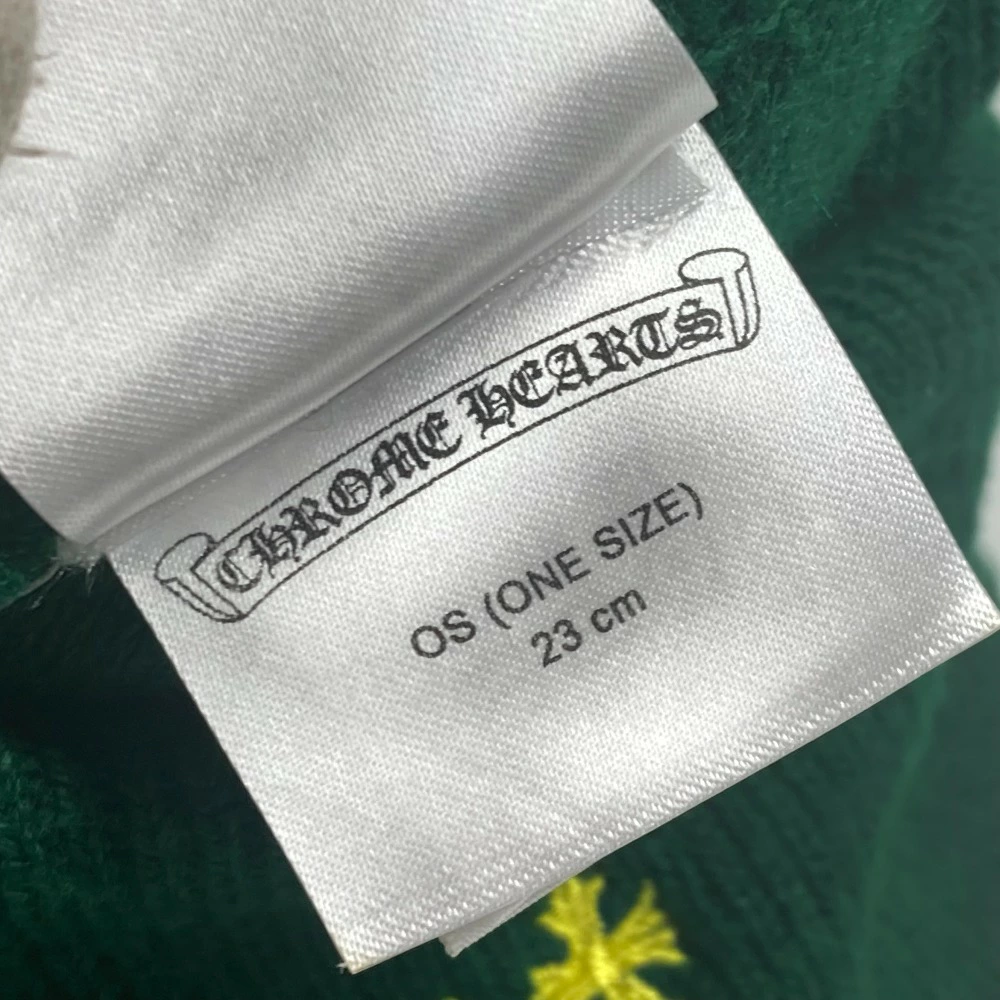 CHROME HEARTS
OS (ONE SIZE)
23 cm